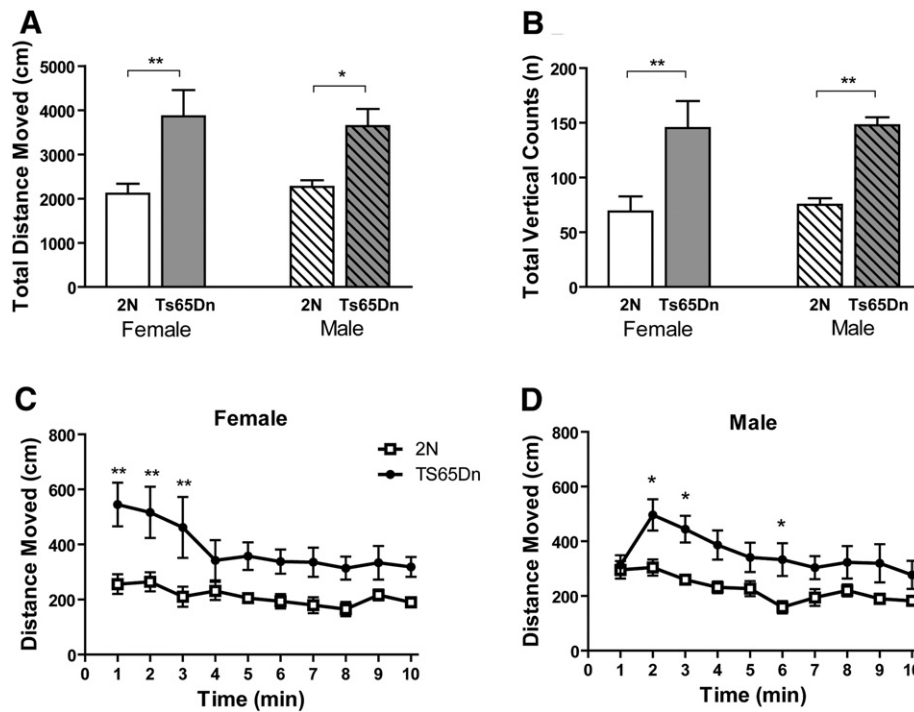 A
Total Distance Moved (cm)
5000
4000
3000
2000
1000
0
**
*
2N Ts65Dn 2N Ts65Dn
Female Male
B
Total Vertical Counts (n)
200
150
100
50
0
**
**
2N Ts65Dn 2N Ts65Dn
Female Male
C
Female
Distance Moved (cm)
800
600
400
200
0
** ** **
2N
TS65Dn
0 1 2 3 4 5 6 7 8 9 10
Time (min)
D
Male
Distance Moved (cm)
800
600
400
200
0
* * *
0 1 2 3 4 5 6 7 8 9 10
Time (min)